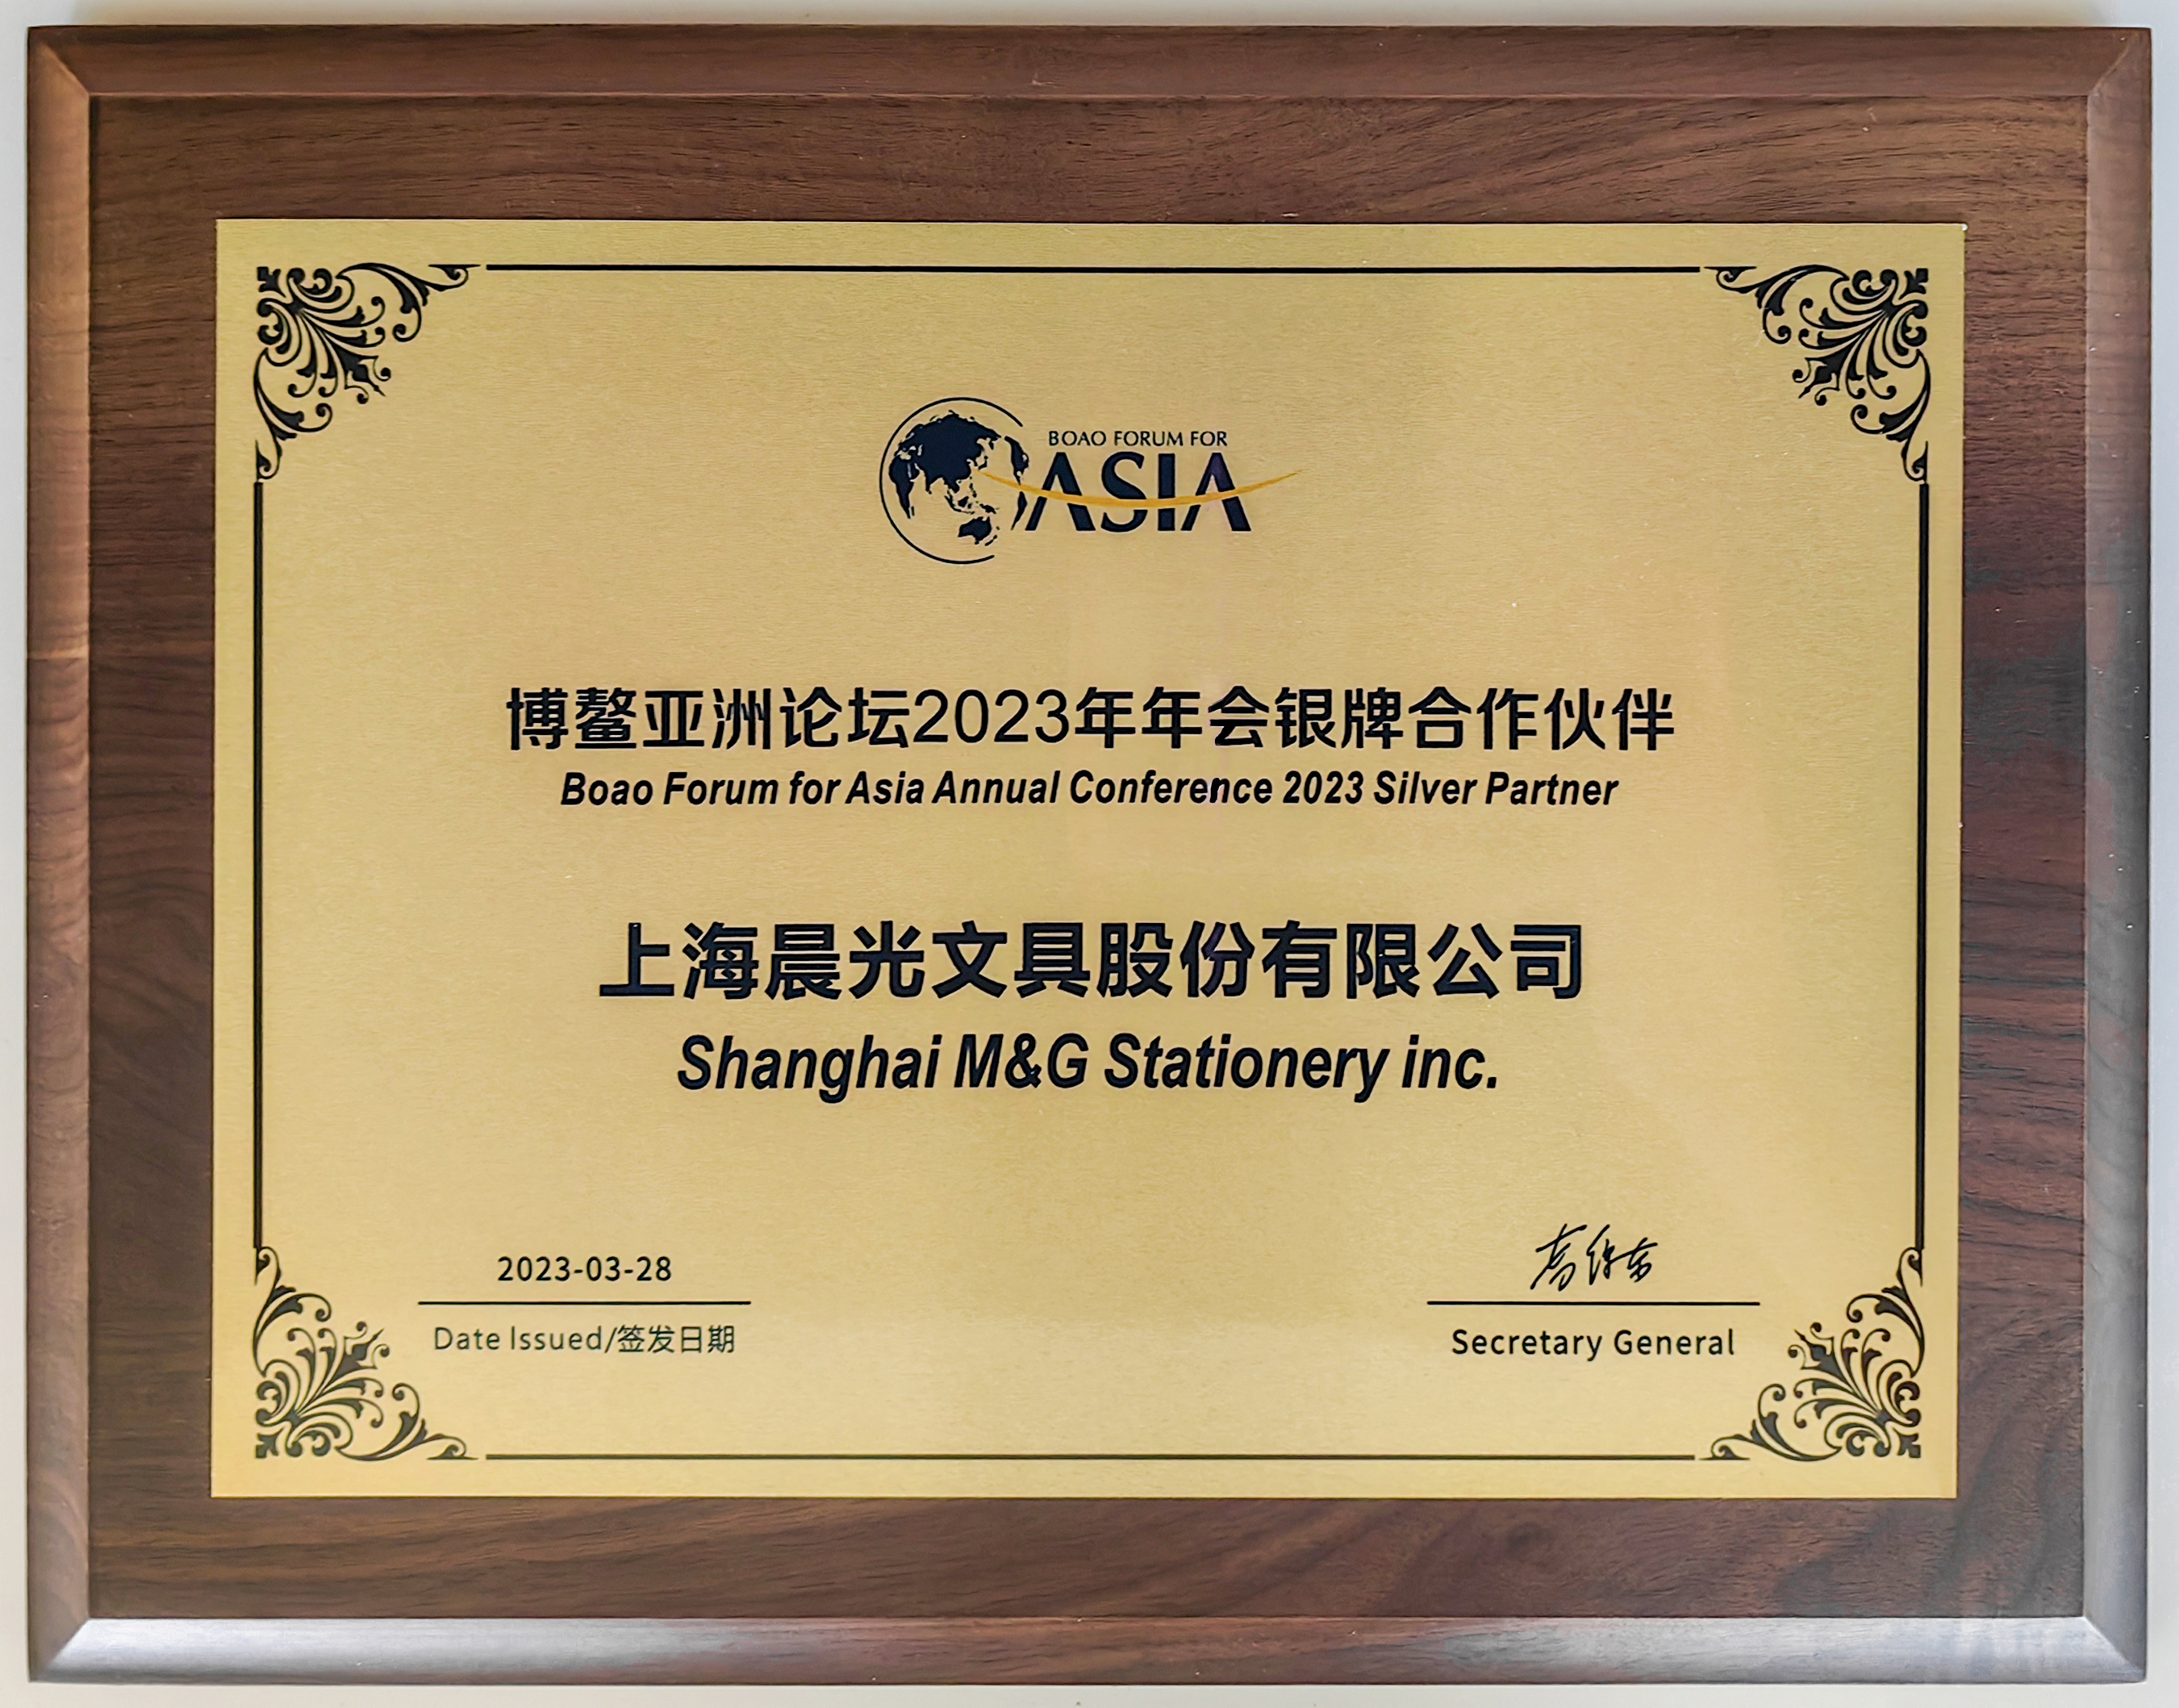 BOAO FORUM FOR
ASIA
博鳌亚洲论坛2023年年会银牌合作伙伴
Boao Forum for Asia Annual Conference 2023 Silver Partner
上海晨光文具股份有限公司
Shanghai M&G Stationery inc.
2023-03-28
Date Issued/签发日期
Secretary General